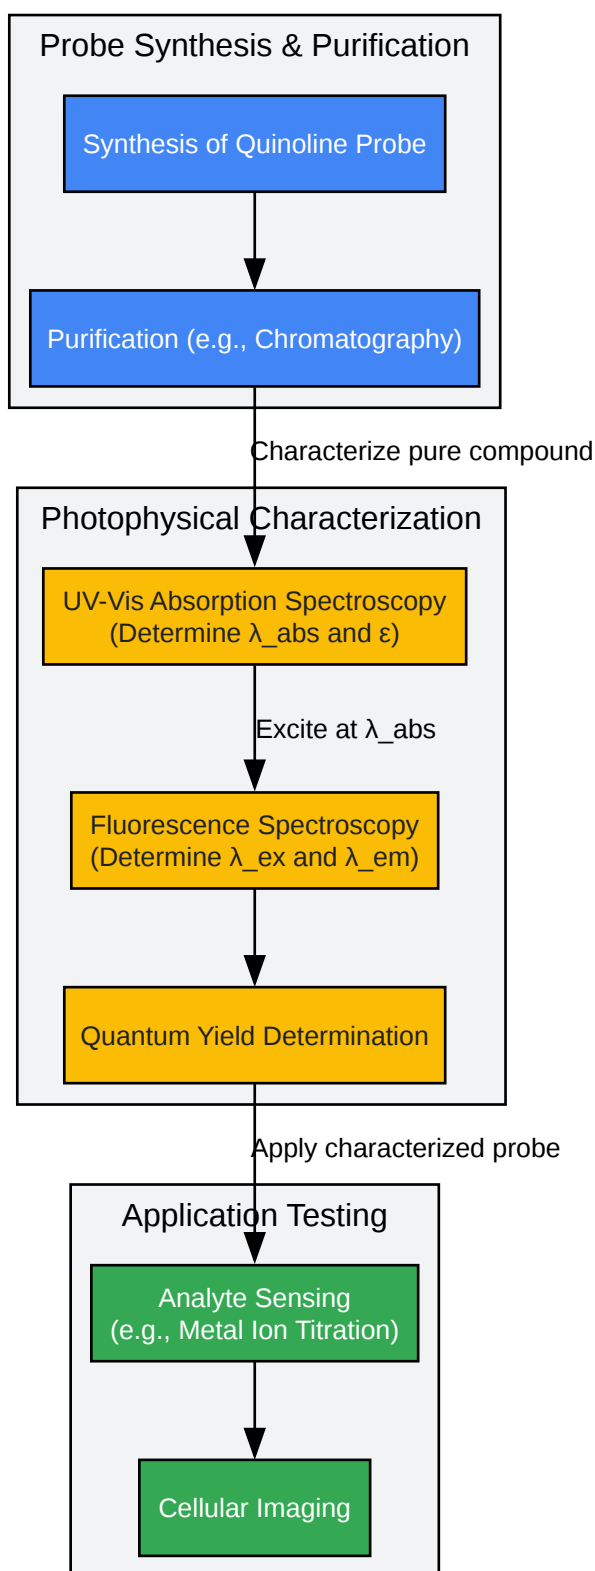 Probe Synthesis & Purification
Synthesis of Quinoline Probe
Purification (e.g., Chromatography)
Characterize pure compound
Photophysical Characterization
UV-Vis Absorption Spectroscopy
(Determine λ_abs and ε)
Excite at λ_abs
Fluorescence Spectroscopy
(Determine λ_ex and λ_em)
Quantum Yield Determination
Apply characterized probe
Application Testing
Analyte Sensing
(e.g., Metal Ion Titration)
Cellular Imaging